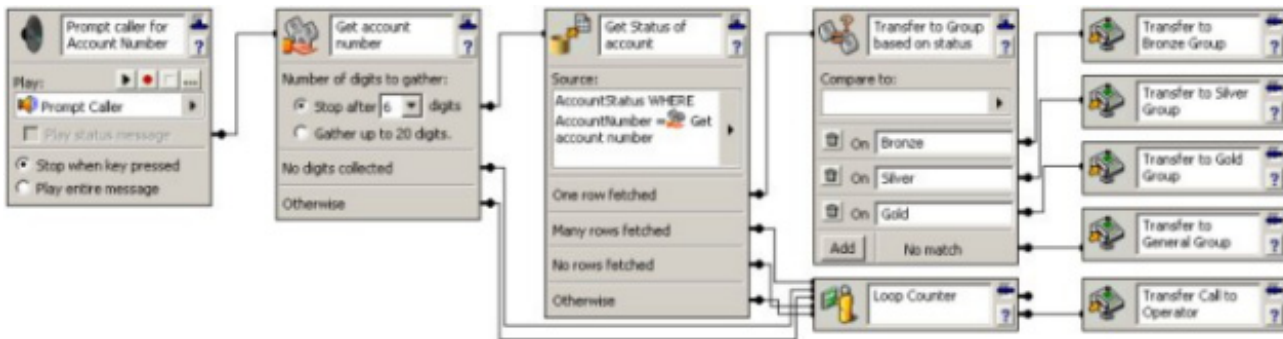 Prompt caller for
Account Number
?
Play:
...
Prompt Caller
Play status message
Stop when key pressed
Play entire message
Get account
number
?
Number of digits to gather:
Stop after 6 digits
Gather up to 20 digits.
No digits collected
Otherwise
Get Status of
account
?
Source:
AccountStatus WHERE
AccountNumber = Get
account number
One row fetched
Many rows fetched
No rows fetched
Otherwise
Transfer to Group
based on status
?
Compare to:
On Bronze
On Silver
On Gold
Add No match
Loop Counter
?
Transfer to
Bronze Group
?
Transfer to Silver
Group
?
Transfer to Gold
Group
?
Transfer to
General Group
?
Transfer Call to
Operator
?